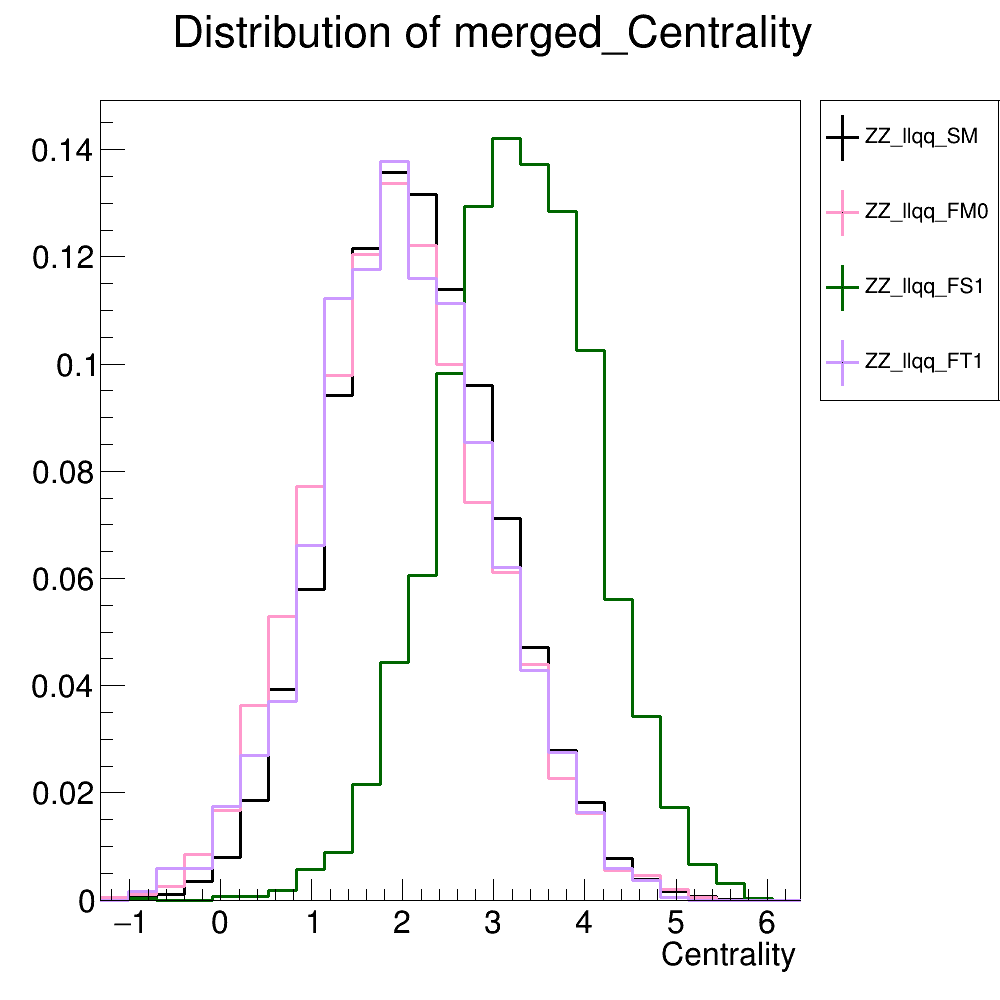 Distribution of merged_Centrality
0.14
0.12
0.1
0.08
0.06
0.04
0.02
0
−1 0 1 2 3 4 5 6
Centrality
ZZ_llqq_SM
ZZ_llqq_FM0
ZZ_llqq_FS1
ZZ_llqq_FT1